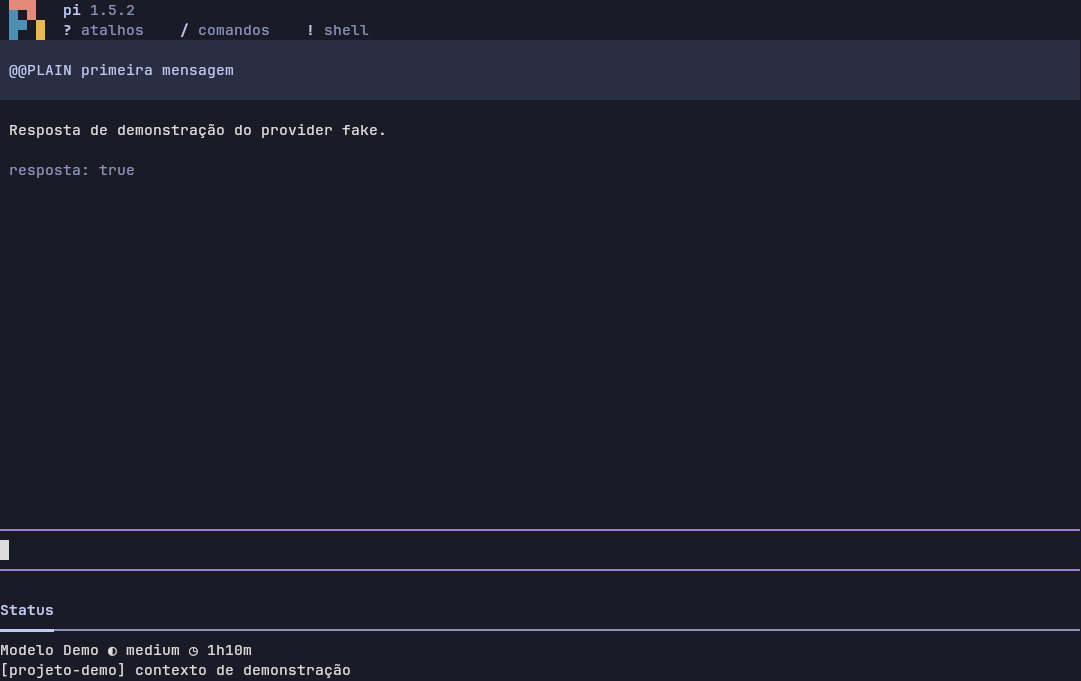 pi 1.5.2
? atalhos / comandos ! shell
@@PLAIN primeira mensagem
Resposta de demonstração do provider fake.
resposta: true
Status
Modelo Demo ◐ medium ◷ 1h10m
[projeto-demo] contexto de demonstração